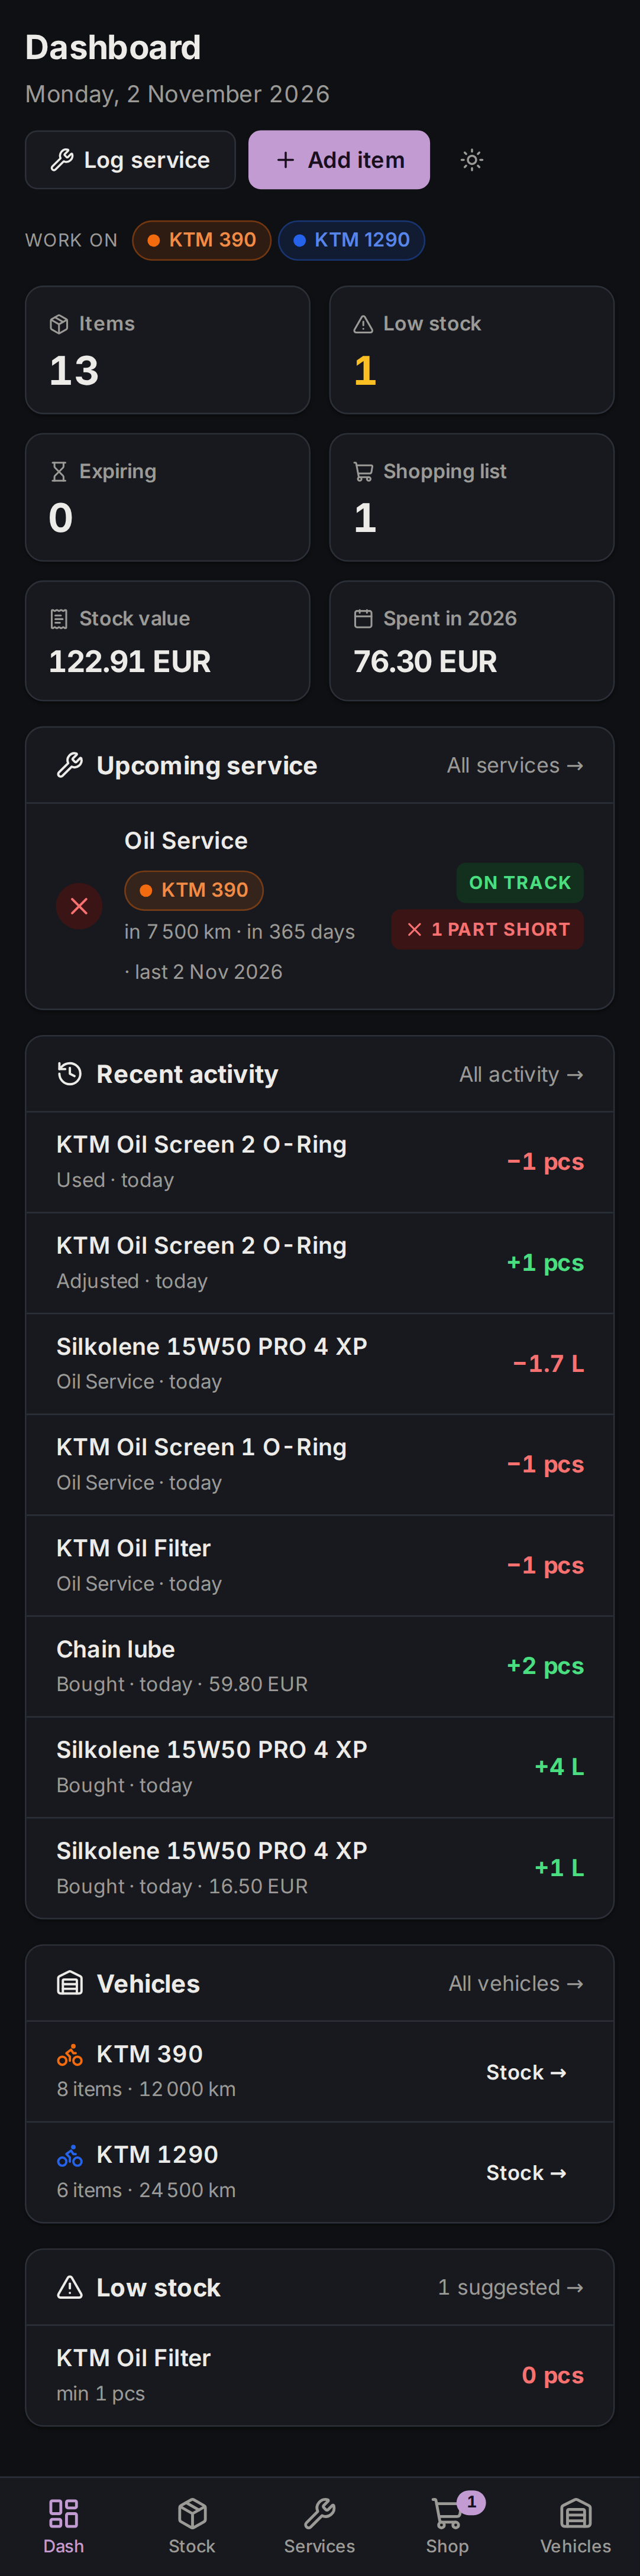 Dashboard
Monday, 2 November 2026
Log service
Add item
WORK ON
KTM 390
KTM 1290
Items
13
Low stock
1
Expiring
0
Shopping list
1
Stock value
122.91 EUR
Spent in 2026
76.30 EUR
Upcoming service
All services →
Oil Service
KTM 390
in 7 500 km · in 365 days
· last 2 Nov 2026
ON TRACK
1 PART SHORT
Recent activity
All activity →
KTM Oil Screen 2 O-Ring
Used · today
−1 pcs
KTM Oil Screen 2 O-Ring
Adjusted · today
+1 pcs
Silkolene 15W50 PRO 4 XP
Oil Service · today
−1.7 L
KTM Oil Screen 1 O-Ring
Oil Service · today
−1 pcs
KTM Oil Filter
Oil Service · today
−1 pcs
Chain lube
Bought · today · 59.80 EUR
+2 pcs
Silkolene 15W50 PRO 4 XP
Bought · today
+4 L
Silkolene 15W50 PRO 4 XP
Bought · today · 16.50 EUR
+1 L
Vehicles
All vehicles →
KTM 390
8 items · 12 000 km
Stock →
KTM 1290
6 items · 24 500 km
Stock →
Low stock
1 suggested →
KTM Oil Filter
min 1 pcs
0 pcs
1
Dash
Stock
Services
Shop
Vehicles